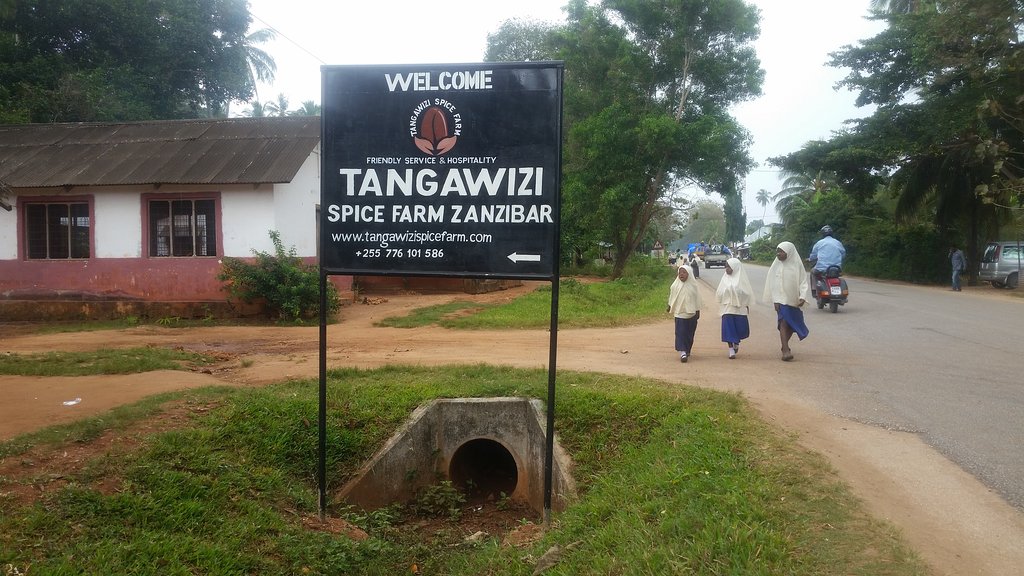 WELCOME
TANGAWIZI SPICE FARM
FRIENDLY SERVICE & HOSPITALITY
TANGAWIZI
SPICE FARM ZANZIBAR
www.tangawizispicefarm.com
+255 776 101 586